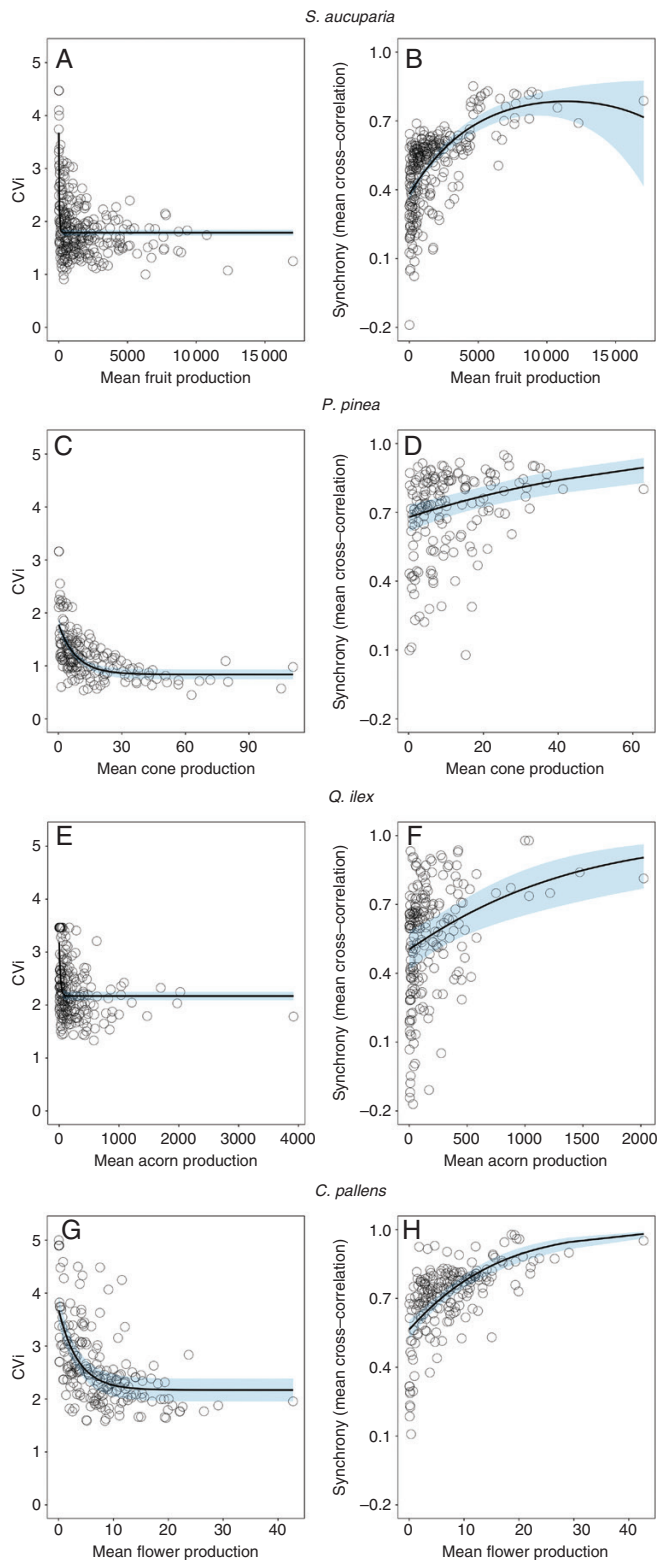 S. aucuparia
A
B
5
4
3
2
1
0
CVi
0
5000
10 000
15 000
Mean fruit production
1.0
0.7
0.4
0.1
–0.2
Synchrony (mean cross–correlation)
0
5000
10 000
15 000
Mean fruit production
P. pinea
C
D
5
4
3
2
1
0
CVi
0
30
60
90
Mean cone production
1.0
0.7
0.4
0.1
–0.2
Synchrony (mean cross–correlation)
0
20
40
60
Mean cone production
Q. ilex
E
F
5
4
3
2
1
0
CVi
0
1000
2000
3000
4000
Mean acorn production
1.0
0.7
0.4
0.1
–0.2
Synchrony (mean cross–correlation)
0
500
1000
1500
2000
Mean acorn production
C. pallens
G
H
5
4
3
2
1
0
CVi
0
10
20
30
40
Mean flower production
1.0
0.7
0.4
0.1
–0.2
Synchrony (mean cross–correlation)
0
10
20
30
40
Mean flower production